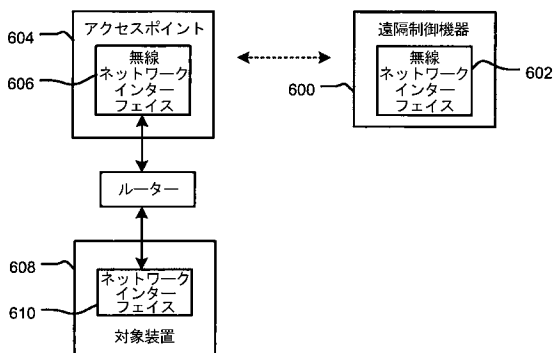 604
アクセスポイント
606
無線
ネットワーク
インター
フェイス
遠隔制御機器
600
無線
ネットワーク
インター
フェイス
602
ルーター
608
ネットワーク
インター
フェイス
610
対象装置